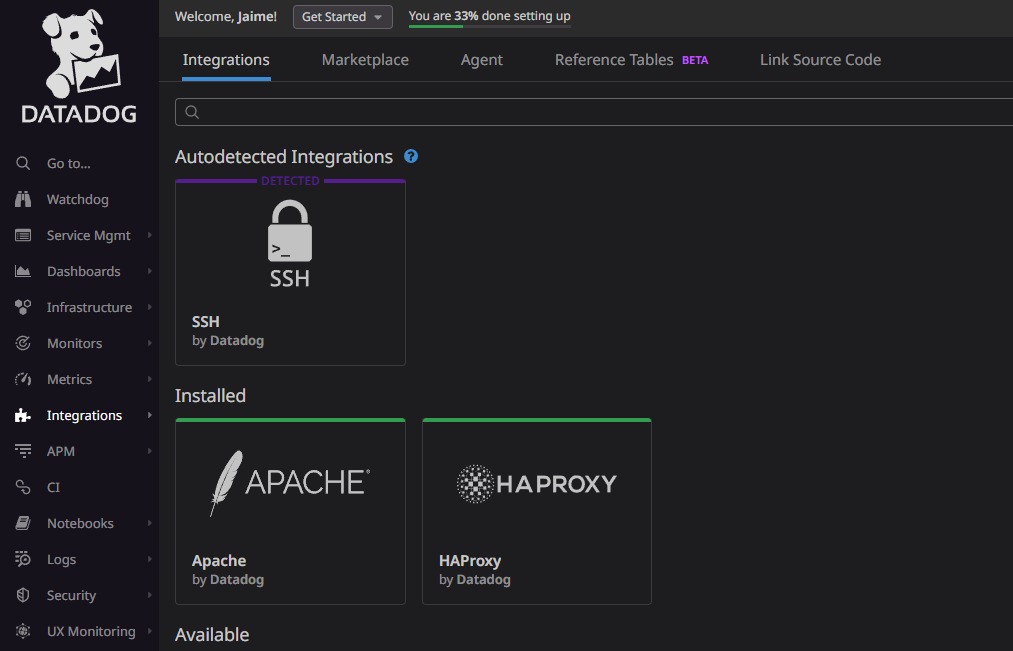 DATADOG
Go to...
Watchdog
Service Mgmt
Dashboards
Infrastructure
Monitors
Metrics
Integrations
APM
CI
Notebooks
Logs
Security
UX Monitoring
Welcome, Jaime!
Get Started
You are 33% done setting up
Integrations
Marketplace
Agent
Reference Tables BETA
Link Source Code
Autodetected Integrations ?
DETECTED
>_
SSH
SSH
by Datadog
Installed
APACHE®
Apache
by Datadog
HAPROXY
HAProxy
by Datadog
Available